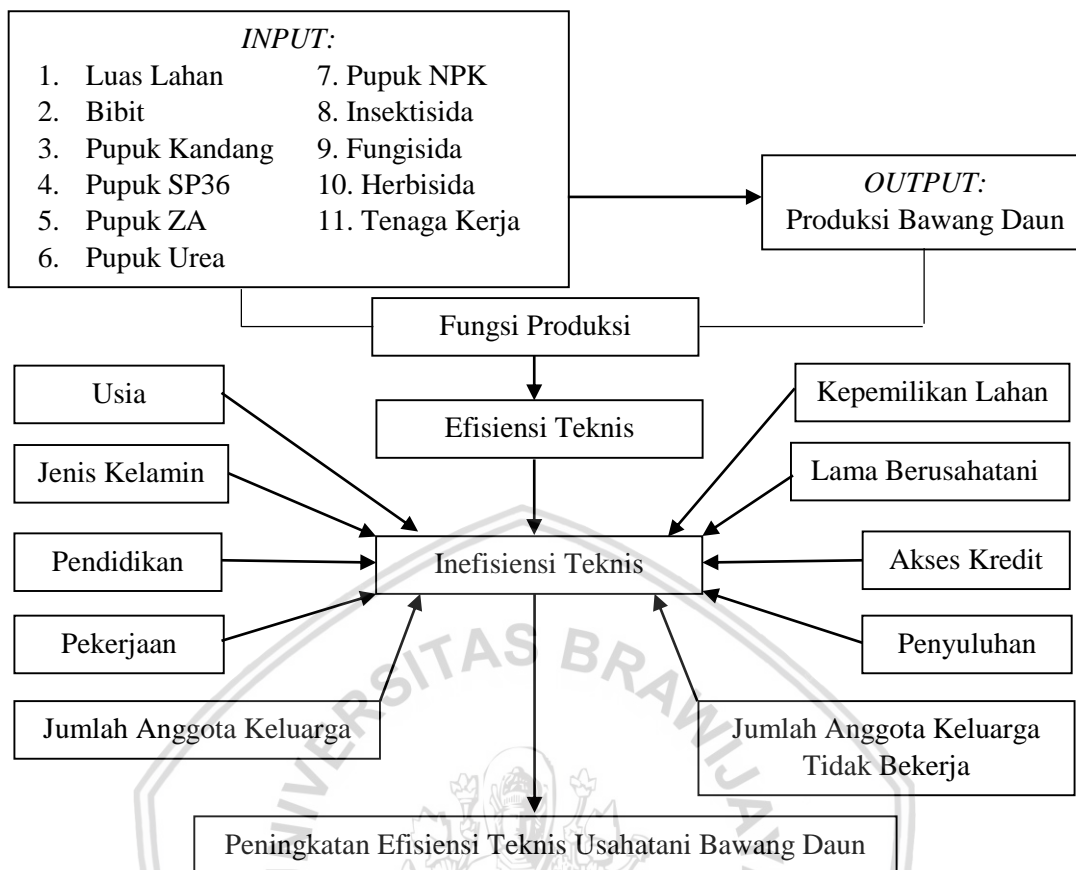 INPUT:
1. Luas Lahan
2. Bibit
3. Pupuk Kandang
4. Pupuk SP36
5. Pupuk ZA
6. Pupuk Urea
7. Pupuk NPK
8. Insektisida
9. Fungisida
10. Herbisida
11. Tenaga Kerja
OUTPUT:
Produksi Bawang Daun
Fungsi Produksi
Usia
Kepemilikan Lahan
Efisiensi Teknis
Jenis Kelamin
Lama Berusahatani
Pendidikan
Inefisiensi Teknis
Akses Kredit
Pekerjaan
Penyuluhan
Jumlah Anggota Keluarga
Jumlah Anggota Keluarga
Tidak Bekerja
Peningkatan Efisiensi Teknis Usahatani Bawang Daun
UNIVERSITAS BRAWIJAYA